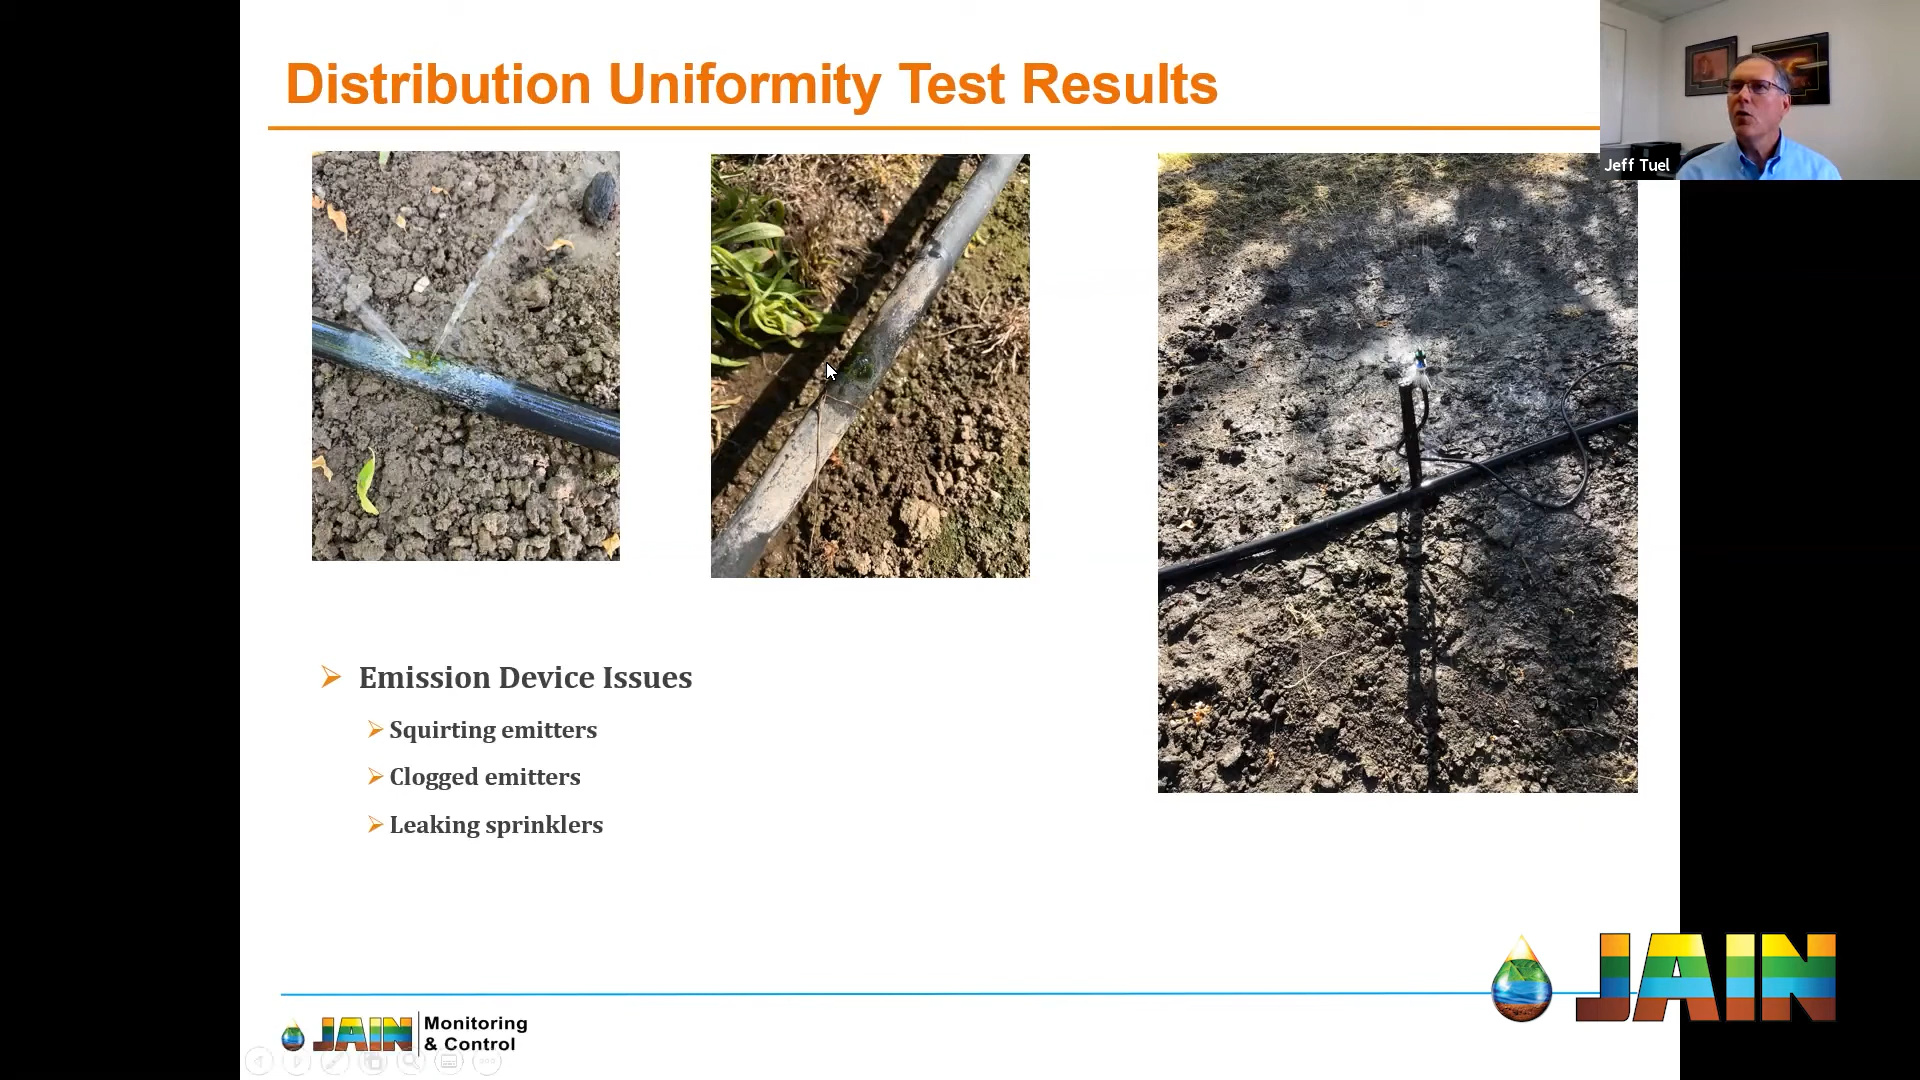 Distribution Uniformity Test Results
Jeff Tuel
Emission Device Issues
Squirting emitters
Clogged emitters
Leaking sprinklers
JAIN
JAIN Monitoring
& Control